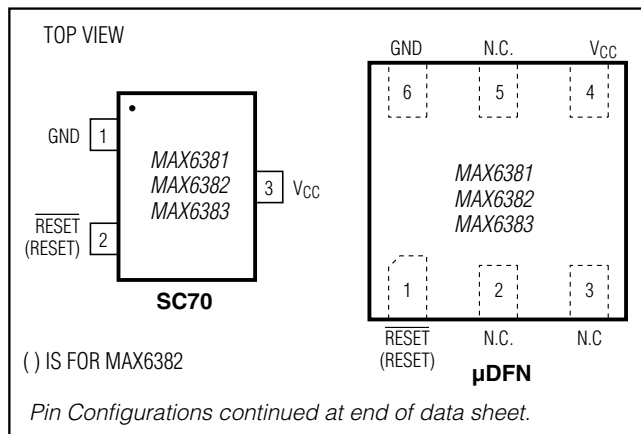 TOP VIEW
GND 1
MAX6381
MAX6382
MAX6383
3 VCC
RESET
(RESET)
2
SC70
( ) IS FOR MAX6382
GND N.C. VCC
6 5 4
MAX6381
MAX6382
MAX6383
1 2 3
RESET
(RESET)
N.C. N.C
µDFN
Pin Configurations continued at end of data sheet.